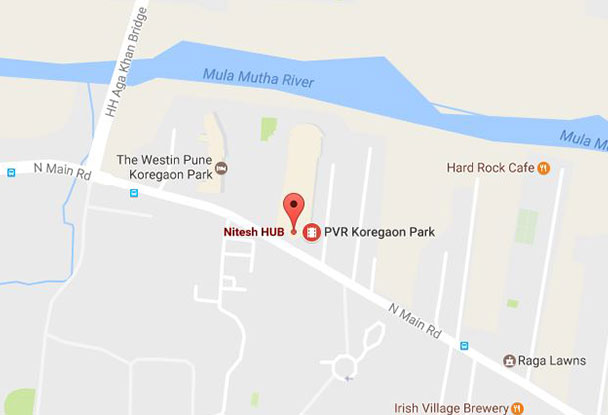 HH Aga Khan Bridge
Mula Mutha River
Mula Mu
N Main Rd
The Westin Pune
Koregaon Park
Hard Rock Cafe
Nitesh HUB
PVR Koregaon Park
N Main Rd
Raga Lawns
Irish Village Brewery